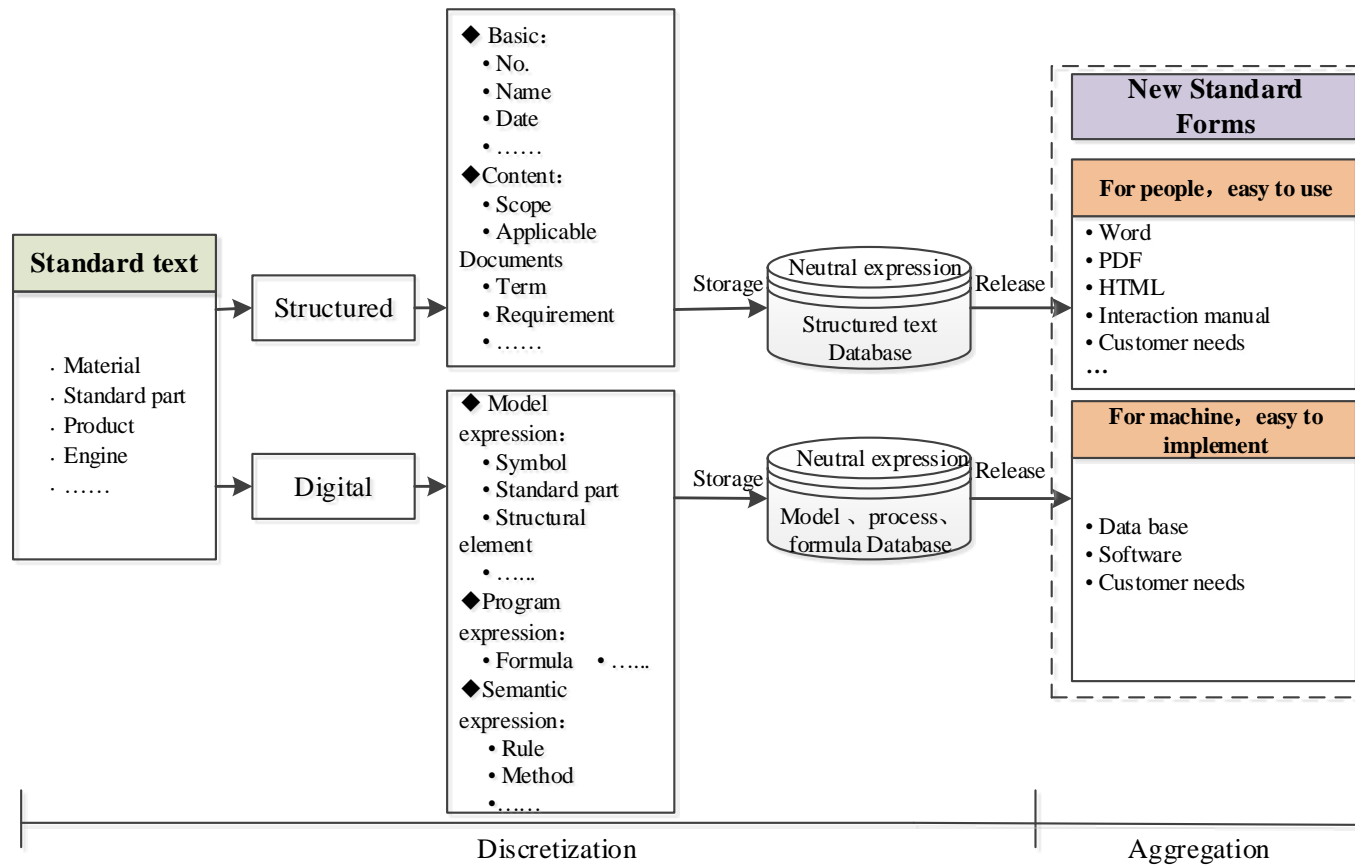 Standard text
· Material
· Standard part
· Product
· Engine
· ……
Structured
Digital
◆ Basic：
• No.
• Name
• Date
• ……
◆Content：
• Scope
• Applicable
Documents
• Term
• Requirement
• ……
◆ Model
expression：
• Symbol
• Standard part
• Structural
element
• …...
◆Program
expression：
• Formula • …...
◆Semantic
expression：
• Rule
• Method
•……
Storage
Neutral expression
Structured text
Database
Release
Storage
Neutral expression
Model 、process、
formula Database
Release
New Standard
Forms
For people，easy to use
• Word
• PDF
• HTML
• Interaction manual
• Customer needs
…
For machine，easy to
implement
• Data base
• Software
• Customer needs
Discretization
Aggregation